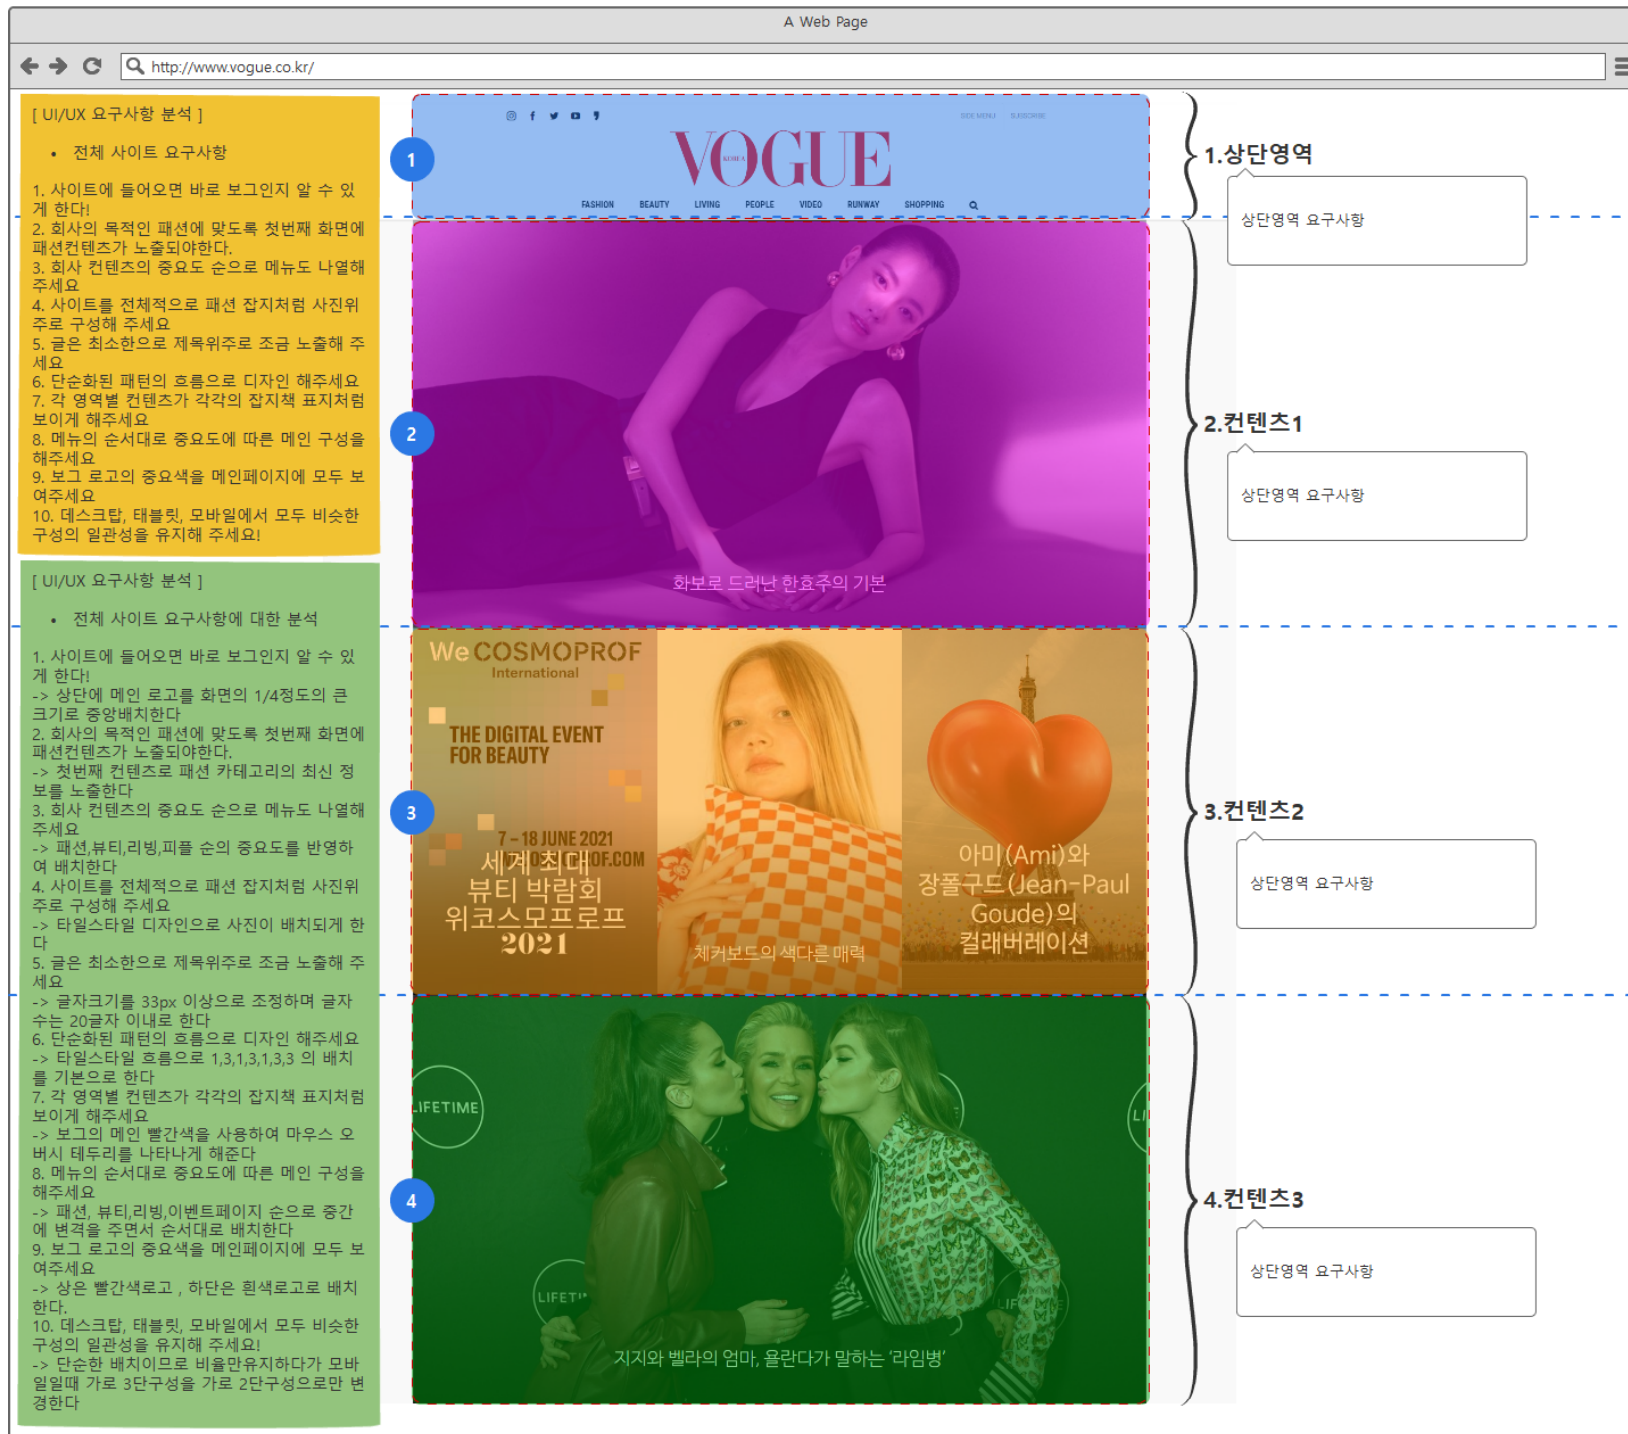 A Web Page
http://www.vogue.co.kr/
[ UI/UX 요구사항 분석 ]
• 전체 사이트 요구사항
1. 사이트에 들어오면 바로 보그인지 알 수 있
게 한다!
2. 회사의 목적인 패션에 맞도록 첫번째 화면에
패션컨텐츠가 노출되야한다.
3. 회사 컨텐츠의 중요도 순으로 메뉴도 나열해
주세요
4. 사이트를 전체적으로 패션 잡지처럼 사진위
주로 구성해 주세요
5. 글은 최소한으로 제목위주로 조금 노출해 주
세요
6. 단순화된 패턴의 흐름으로 디자인 해주세요
7. 각 영역별 컨텐츠가 각각의 잡지책 표지처럼
보이게 해주세요
8. 메뉴의 순서대로 중요도에 따른 메인 구성을
해주세요
9. 보그 로고의 중요색을 메인페이지에 모두 보
여주세요
10. 데스크탑, 태블릿, 모바일에서 모두 비슷한
구성의 일관성을 유지해 주세요!
[ UI/UX 요구사항 분석 ]
• 전체 사이트 요구사항에 대한 분석
1. 사이트에 들어오면 바로 보그인지 알 수 있
게 한다!
-> 상단에 메인 로고를 화면의 1/4정도의 큰
크기로 중앙배치한다
2. 회사의 목적인 패션에 맞도록 첫번째 화면에
패션컨텐츠가 노출되야한다.
-> 첫번째 컨텐츠로 패션 카테고리의 최신 정
보를 노출한다
3. 회사 컨텐츠의 중요도 순으로 메뉴도 나열해
주세요
-> 패션,뷰티,리빙,피플 순의 중요도를 반영하
여 배치한다
4. 사이트를 전체적으로 패션 잡지처럼 사진위
주로 구성해 주세요
-> 타일스타일 디자인으로 사진이 배치되게 한
다
5. 글은 최소한으로 제목위주로 조금 노출해 주
세요
-> 글자크기를 33px 이상으로 조정하며 글자
수는 20글자 이내로 한다
6. 단순화된 패턴의 흐름으로 디자인 해주세요
-> 타일스타일 흐름으로 1,3,1,3,1,3,3 의 배치
를 기본으로 한다
7. 각 영역별 컨텐츠가 각각의 잡지책 표지처럼
보이게 해주세요
-> 보그의 메인 빨간색을 사용하여 마우스 오
버시 테두리를 나타나게 해준다
8. 메뉴의 순서대로 중요도에 따른 메인 구성을
해주세요
-> 패션, 뷰티,리빙,이벤트페이지 순으로 중간
에 변격을 주면서 순서대로 배치한다
9. 보그 로고의 중요색을 메인페이지에 모두 보
여주세요
-> 상은 빨간색로고 , 하단은 흰색로고로 배치
한다.
10. 데스크탑, 태블릿, 모바일에서 모두 비슷한
구성의 일관성을 유지해 주세요!
-> 단순한 배치이므로 비율만유지하다가 모바
일일때 가로 3단구성을 가로 2단구성으로만 변
경한다
1
SIDE MENU SUBSCRIBE
VOGUE
KOREA
FASHION BEAUTY LIVING PEOPLE VIDEO RUNWAY SHOPPING
2
화보로 드러난 한효주의 기본
3
We COSMOPROF
International
THE DIGITAL EVENT
FOR BEAUTY
7 – 18 JUNE 2021
세계 최대
뷰티 박람회
위코스모프로프
2021
체커보드의 색다른 매력
아미(Ami)와
장폴구드(Jean-Paul
Goude)의
컬래버레이션
4
LIFETIME
LIFETI
LIF
LI
지지와 벨라의 엄마, 욜란다가 말하는 ‘라임병’
1.상단영역
상단영역 요구사항
2.컨텐츠1
상단영역 요구사항
3.컨텐츠2
상단영역 요구사항
4.컨텐츠3
상단영역 요구사항